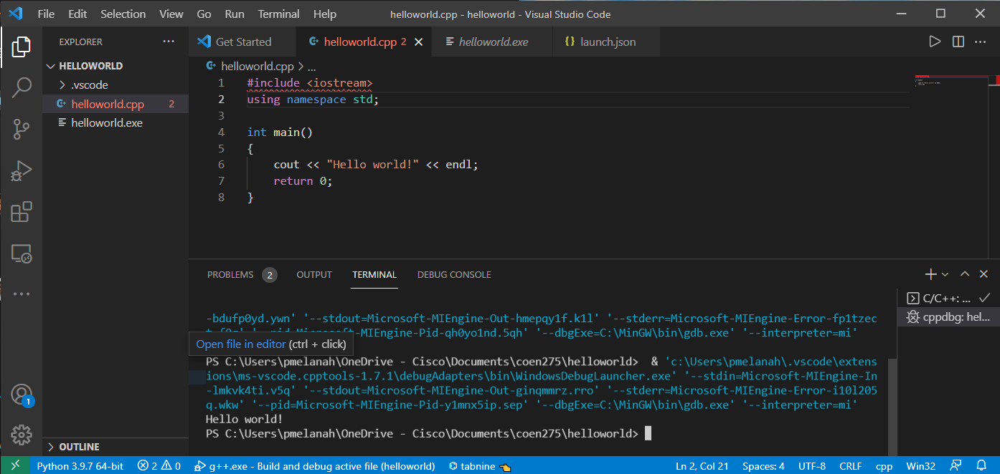 File Edit Selection View Go Run Terminal Help helloworld.cpp - helloworld - Visual Studio Code
EXPLORER ...
Get Started helloworld.cpp 2 helloworld.exe {} launch.json
HELLOWORLD
.vscode
helloworld.cpp 2
helloworld.exe
helloworld.cpp > ...
1 #include <iostream>
2 using namespace std;
3
4 int main()
5 {
6 cout << "Hello world!" << endl;
7 return 0;
8 }
PROBLEMS 2 OUTPUT TERMINAL DEBUG CONSOLE
C/C++: ...
cppdbg: hel...
-bdufp0yd.ywn' '--stdout=Microsoft-MIEngine-Out-hmepqy1f.k1l' '--stderr=Microsoft-MIEngine-Error-fp1tzec
Microsoft-MIEngine-Pid-qh0yo1nd.5qh' '--dbgExe=C:\MinGW\bin\gdb.exe' '--interpreter=mi'
Open file in editor (ctrl + click)
PS C:\Users\pmelanah\OneDrive - Cisco\Documents\coen275\helloworld> & 'c:\Users\pmelanah\.vscode\extens
ions\ms-vscode.cpptools-1.7.1\debugAdapters\bin\WindowsDebugLauncher.exe' '--stdin=Microsoft-MIEngine-In
-lmkvk4ti.v5q' '--stdout=Microsoft-MIEngine-Out-ginqmmrz.rro' '--stderr=Microsoft-MIEngine-Error-i10l205
q.wkw' '--pid=Microsoft-MIEngine-Pid-y1mnx5ip.sep' '--dbgExe=C:\MinGW\bin\gdb.exe' '--interpreter=mi'
Hello world!
PS C:\Users\pmelanah\OneDrive - Cisco\Documents\coen275\helloworld>
1
OUTLINE
Python 3.9.7 64-bit 2 0 g++.exe - Build and debug active file (helloworld) tabnine Ln 2, Col 21 Spaces: 4 UTF-8 CRLF cpp Win32